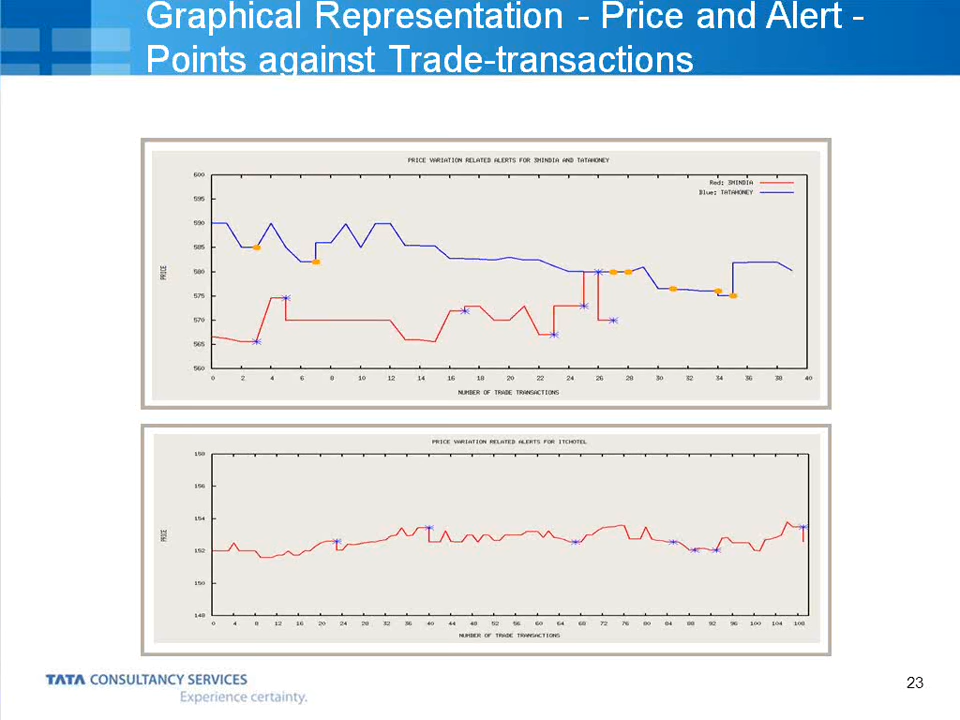 Graphical Representation - Price and Alert -
Points against Trade-transactions
PRICE VARIATION RELATED ALERTS FOR 3MINDIA AND TATAHONEY
Red; 3MINDIA
Blue; TATAHONEY
600
595
590
585
580
575
570
565
560
PRICE
0 2 4 6 8 10 12 14 16 18 20 22 24 26 28 30 32 34 36 38 40
NUMBER OF TRADE TRANSACTIONS
PRICE VARIATION RELATED ALERTS FOR ITCHOTEL
158
156
154
152
150
148
PRICE
0 4 8 12 16 20 24 28 32 36 40 44 48 52 56 60 64 68 72 76 80 84 88 92 96 100 104 108
NUMBER OF TRADE TRANSACTIONS
TATA CONSULTANCY SERVICES
Experience certainty.
23